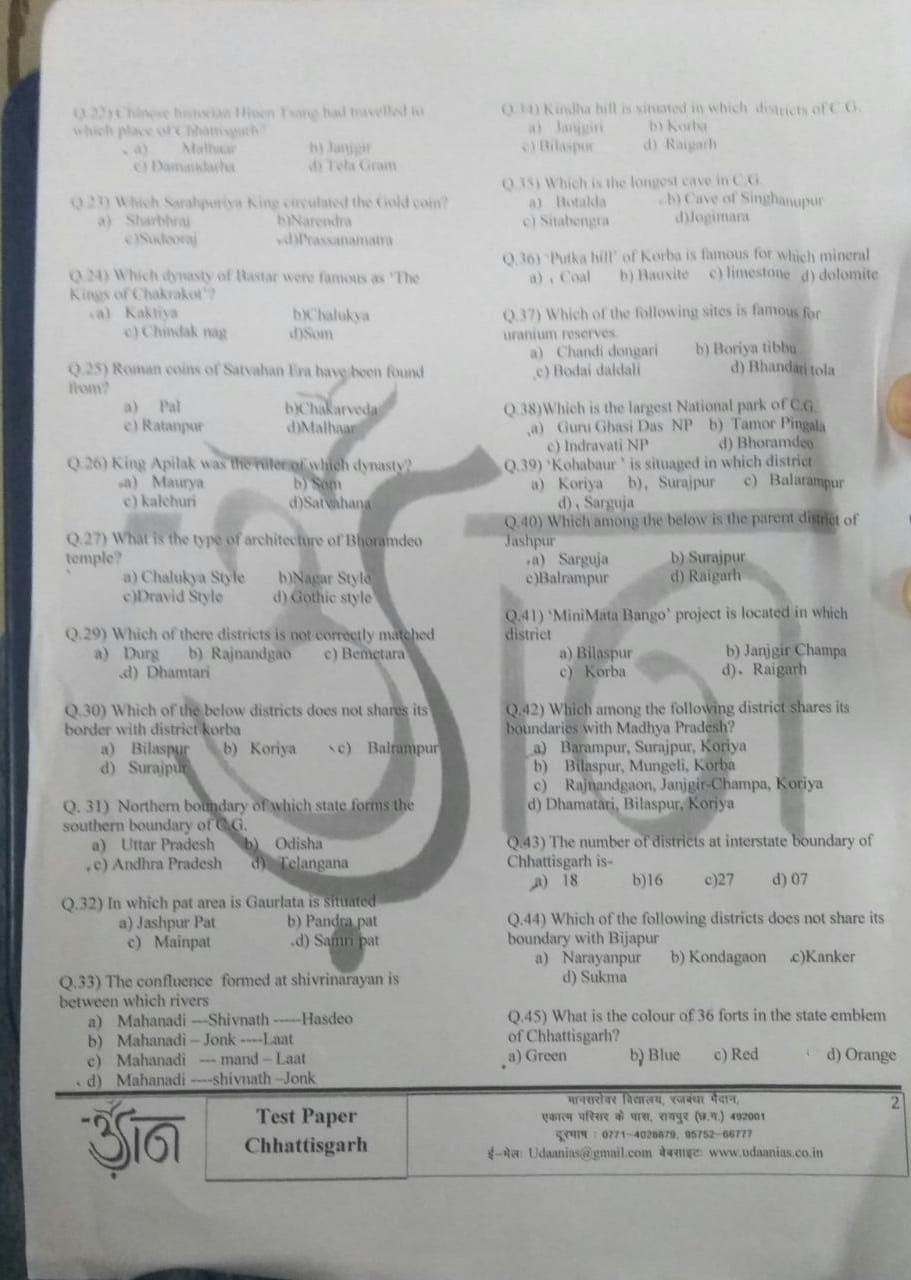 Q.22) Chinese historian Hiuen Tsang had travelled to
which place of Chhattisgarh?
a) Malhaar b) Janjgir
c) Damaudarha d) Tela Gram
Q.23) Which Sarabpuriya King circulated the Gold coin?
a) Sharbhraj b)Narendra
c)Sudeoraj d)Prassanamatra
Q.24) Which dynasty of Bastar were famous as 'The
Kings of Chakrakot'?
a) Kaktiya b)Chalukya
c) Chindak nag d)Som
Q.25) Roman coins of Satvahan Era have been found
from?
a) Pal b)Chakarveda
c) Ratanpur d)Malhaar
Q.26) King Apilak was the ruler of which dynasty?
a) Maurya b) Som
c) kalchuri d)Satvahana
Q.27) What is the type of architecture of Bhoramdeo
temple?
a) Chalukya Style b)Nagar Style
c)Dravid Style d) Gothic style
Q.29) Which of there districts is not correctly matched
a) Durg b) Rajnandgao c) Bemetara
d) Dhamtari
Q.30) Which of the below districts does not shares its
border with district korba
a) Bilaspur b) Koriya c) Balrampur
d) Surajpur
Q. 31) Northern boundary of which state forms the
southern boundary of C.G.
a) Uttar Pradesh b) Odisha
c) Andhra Pradesh d) Telangana
Q.32) In which pat area is Gaurlata is situated
a) Jashpur Pat b) Pandra pat
c) Mainpat d) Samri pat
Q.33) The confluence formed at shivrinarayan is
between which rivers
a) Mahanadi ---Shivnath -----Hasdeo
b) Mahanadi – Jonk ----Laat
c) Mahanadi --- mand – Laat
d) Mahanadi ----shivnath –Jonk
Q.34) Kindha hill is situated in which districts of C.G.
a) Janjgiri b) Korba
c) Bilaspur d) Raigarh
Q.35) Which is the longest cave in C.G.
a) Botalda b) Cave of Singhanupur
c) Sitabengra d)Jogimara
Q.36) 'Putka hill' of Korba is famous for which mineral
a) Coal b) Bauxite c) limestone d) dolomite
Q.37) Which of the following sites is famous for
uranium reserves.
a) Chandi dongari b) Boriya tibbu
c) Bodai daldali d) Bhandari tola
Q.38)Which is the largest National park of C.G.
a) Guru Ghasi Das NP b) Tamor Pingala
c) Indravati NP d) Bhoramdeo
Q.39) 'Kohabaur ' is situaged in which district
a) Koriya b) Surajpur c) Balarampur
d) Sarguja
Q.40) Which among the below is the parent district of
Jashpur
a) Sarguja b) Surajpur
c)Balrampur d) Raigarh
Q.41) 'MiniMata Bango' project is located in which
district
a) Bilaspur b) Janjgir Champa
c) Korba d) Raigarh
Q.42) Which among the following district shares its
boundaries with Madhya Pradesh?
a) Barampur, Surajpur, Koriya
b) Bilaspur, Mungeli, Korba
c) Rajnandgaon, Janjgir-Champa, Koriya
d) Dhamatari, Bilaspur, Koriya
Q.43) The number of districts at interstate boundary of
Chhattisgarh is-
a) 18 b)16 c)27 d) 07
Q.44) Which of the following districts does not share its
boundary with Bijapur
a) Narayanpur b) Kondagaon c)Kanker
d) Sukma
Q.45) What is the colour of 36 forts in the state emblem
of Chhattisgarh?
a) Green b) Blue c) Red d) Orange
उड़ान
Test Paper
Chhattisgarh
मानसरोवर विद्यालय, रजबंधा मैदान,
एकात्म परिसर के पास, रायपुर (छ.ग.) 492001
दूरभाष : 0771-4026879, 95752-66777
ई-मेल: Udaanias@gmail.com वेबसाइट: www.udaanias.co.in
2